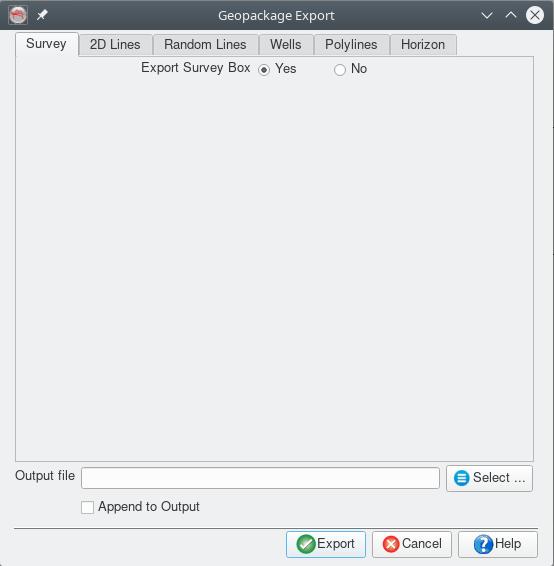 Geopackage Export
Survey 2D Lines Random Lines Wells Polylines Horizon
Export Survey Box Yes No
Output file Select ...
Append to Output
Export Cancel Help